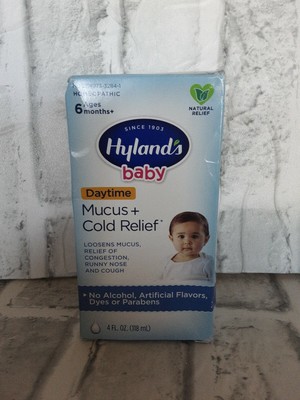 HOMEOPATHIC
6 Ages
months+
NATURAL
RELIEF
SINCE 1903
Hyland's
baby
Daytime
Mucus +
Cold Relief
LOOSENS MUCUS,
RELIEF OF
CONGESTION,
RUNNY NOSE
AND COUGH
• No Alcohol, Artificial Flavors,
Dyes or Parabens
4 FL. OZ. (118 mL)